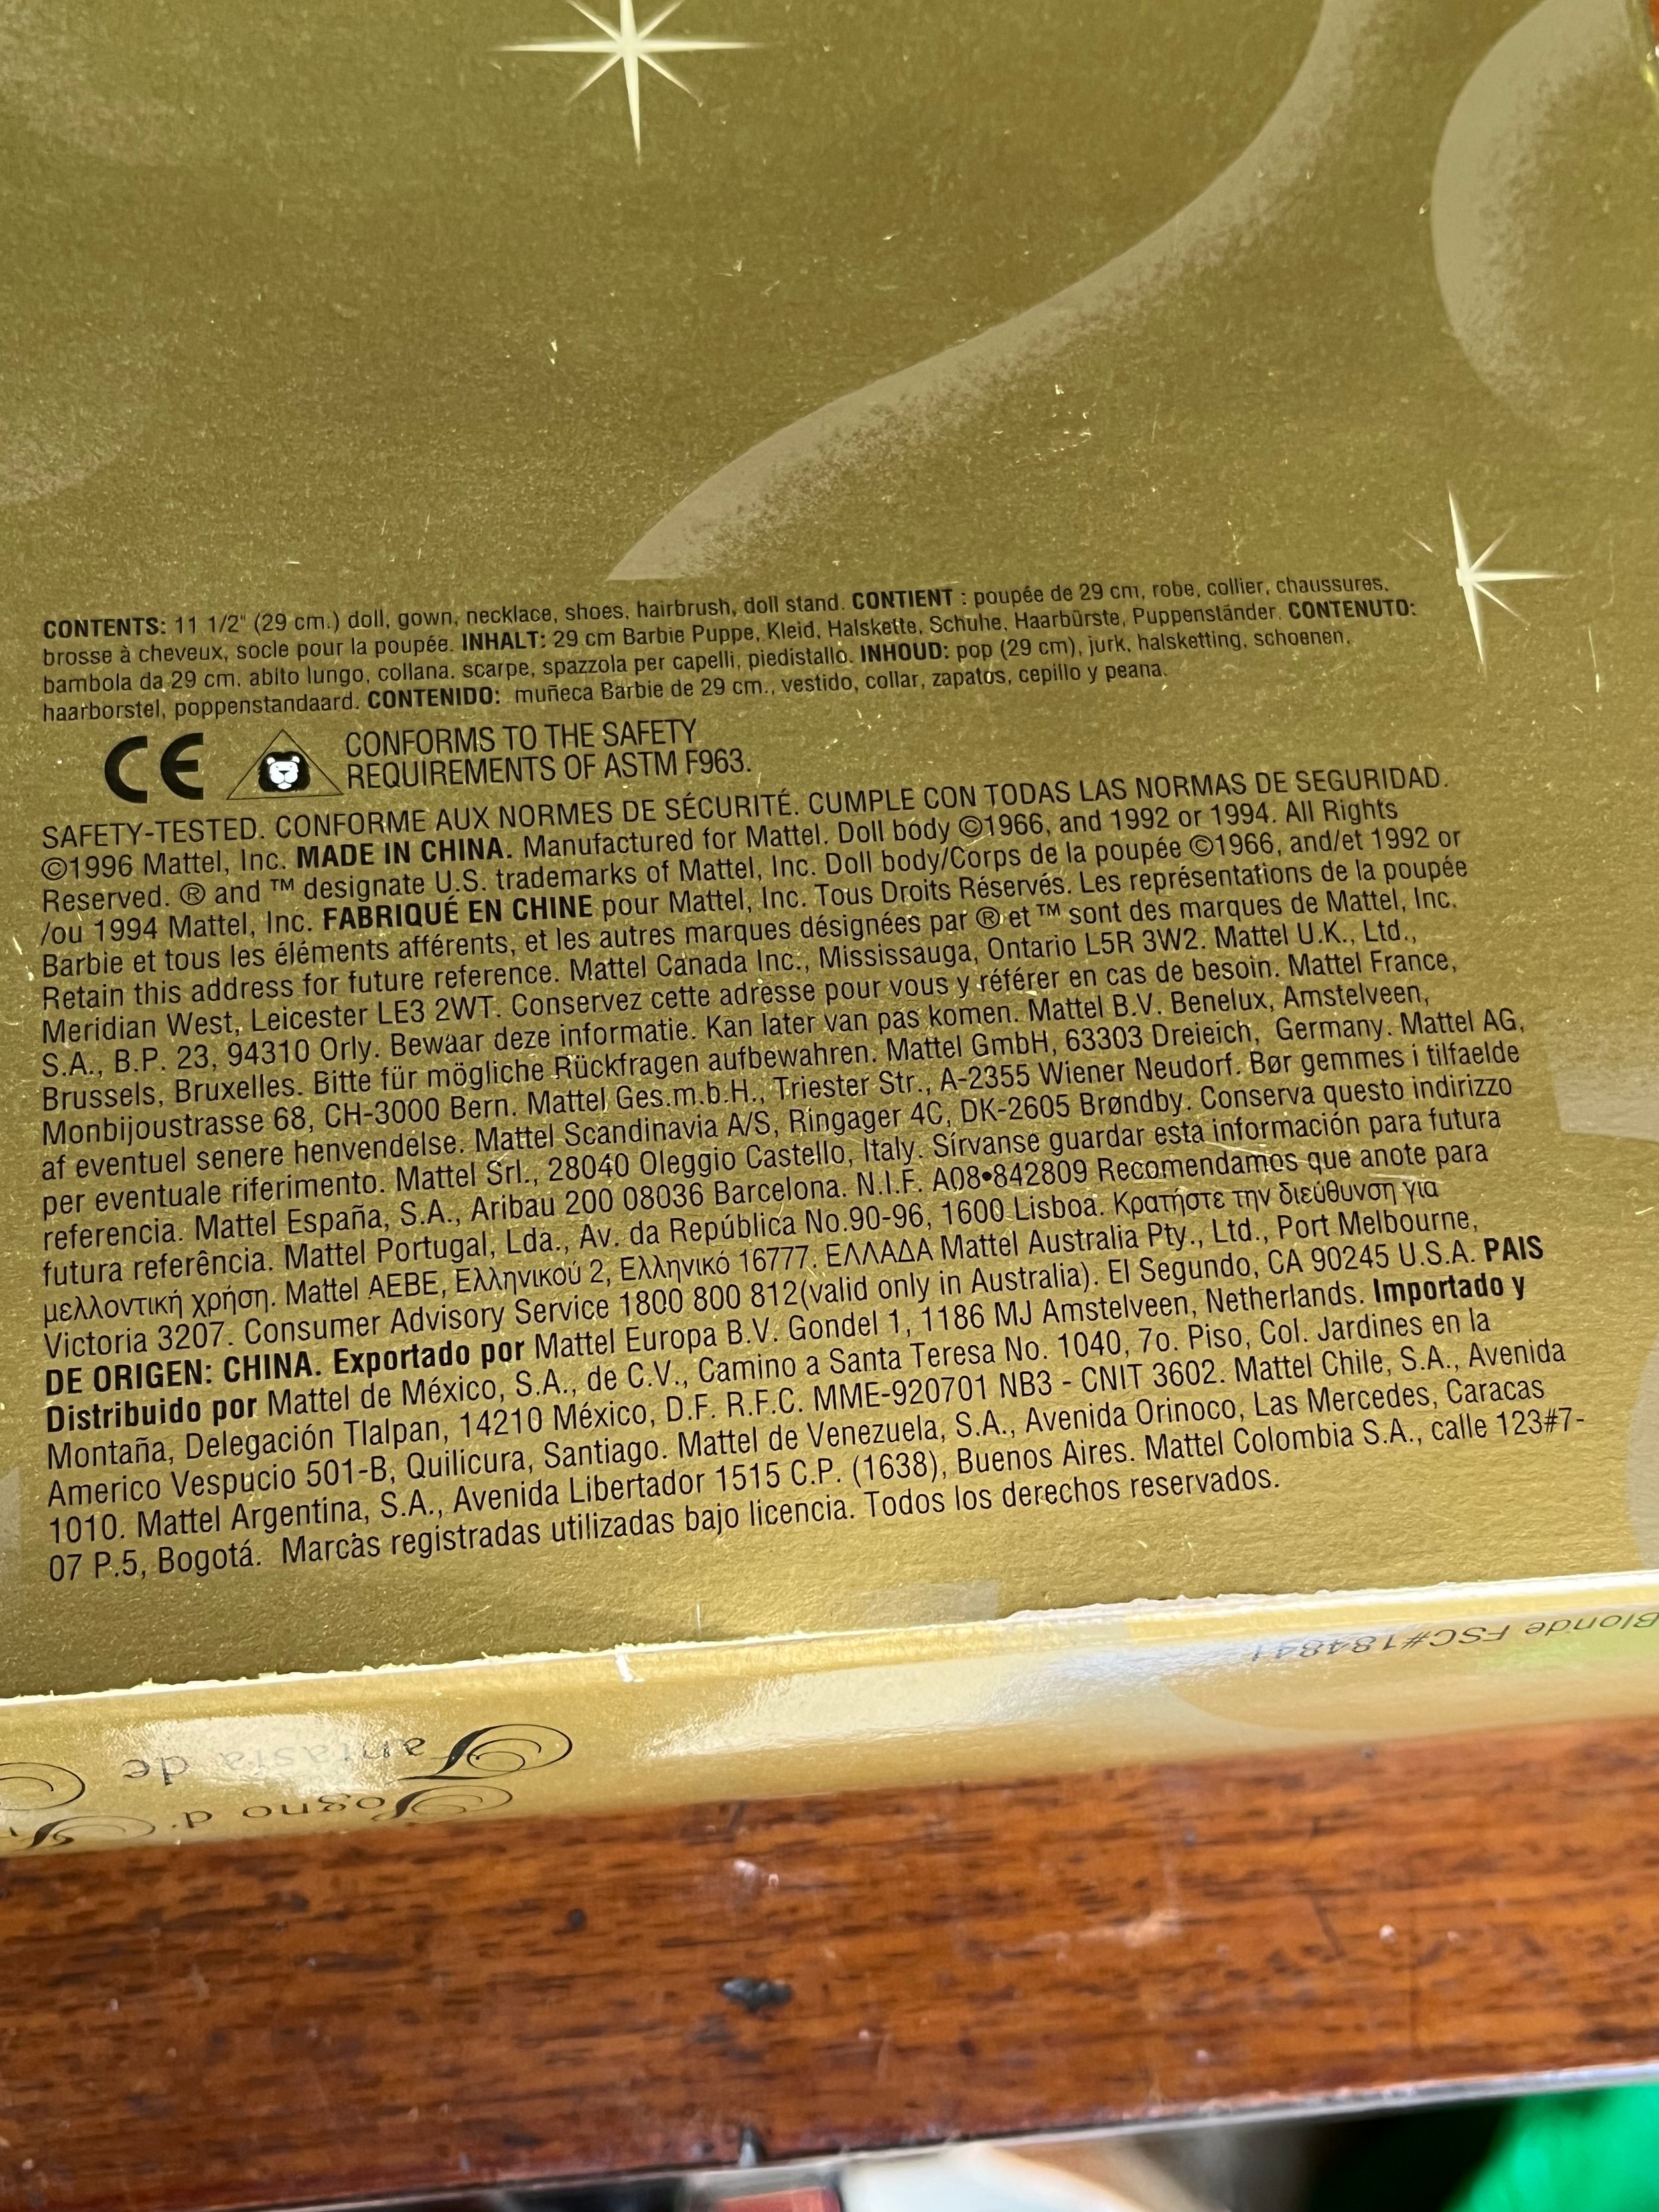 CONTENTS: 11 1/2" (29 cm.) doll, gown, necklace, shoes, hairbrush, doll stand. CONTIENT : poupée de 29 cm, robe, collier, chaussures,
brosse à cheveux, socle pour la poupée. INHALT: 29 cm Barbie Puppe, Kleid, Halskette, Schuhe, Haarbürste, Puppenständer. CONTENUTO:
bambola da 29 cm. abito lungo, collana. scarpe, spazzola per capelli, piedistallo. INHOUD: pop (29 cm), jurk, halsketting, schoenen,
haarborstel, poppenstandaard. CONTENIDO: muñeca Barbie de 29 cm., vestido, collar, zapatos, cepillo y peana.
CE
CONFORMS TO THE SAFETY
REQUIREMENTS OF ASTM F963.
SAFETY-TESTED. CONFORME AUX NORMES DE SÉCURITÉ. CUMPLE CON TODAS LAS NORMAS DE SEGURIDAD.
©1996 Mattel, Inc. MADE IN CHINA. Manufactured for Mattel. Doll body ©1966, and 1992 or 1994. All Rights
Reserved. ® and ™ designate U.S. trademarks of Mattel, Inc. Doll body/Corps de la poupée ©1966, and/et 1992 or
/ou 1994 Mattel, Inc. FABRIQUÉ EN CHINE pour Mattel, Inc. Tous Droits Réservés. Les représentations de la poupée
Barbie et tous les éléments afférents, et les autres marques désignées par ® et ™ sont des marques de Mattel, Inc.
Retain this address for future reference. Mattel Canada Inc., Mississauga, Ontario L5R 3W2. Mattel U.K., Ltd.,
Meridian West, Leicester LE3 2WT. Conservez cette adresse pour vous y référer en cas de besoin. Mattel France,
S.A., B.P. 23, 94310 Orly. Bewaar deze informatie. Kan later van pas komen. Mattel B.V. Benelux, Amstelveen,
Brussels, Bruxelles. Bitte für mögliche Rückfragen aufbewahren. Mattel GmbH, 63303 Dreieich, Germany. Mattel AG,
Monbijoustrasse 68, CH-3000 Bern. Mattel Ges.m.b.H., Triester Str., A-2355 Wiener Neudorf. Bør gemmes i tilfaelde
af eventuel senere henvendelse. Mattel Scandinavia A/S, Ringager 4C, DK-2605 Brøndby. Conserva questo indirizzo
per eventuale riferimento. Mattel Srl., 28040 Oleggio Castello, Italy. Sírvanse guardar esta información para futura
referencia. Mattel España, S.A., Aribau 200 08036 Barcelona. N.I.F. A08•842809 Recomendamos que anote para
futura referência. Mattel Portugal, Lda., Av. da República No.90-96, 1600 Lisboa. Κρατήστε την διεύθυνση για
μελλοντική χρήση. Mattel AEBE, Ελληνικού 2, Ελληνικό 16777. ΕΛΛΑΔΑ Mattel Australia Pty., Ltd., Port Melbourne,
Victoria 3207. Consumer Advisory Service 1800 800 812(valid only in Australia). El Segundo, CA 90245 U.S.A. PAIS
DE ORIGEN: CHINA. Exportado por Mattel Europa B.V. Gondel 1, 1186 MJ Amstelveen, Netherlands. Importado y
Distribuido por Mattel de México, S.A., de C.V., Camino a Santa Teresa No. 1040, 7o. Piso, Col. Jardines en la
Montaña, Delegación Tlalpan, 14210 México, D.F. R.F.C. MME-920701 NB3 - CNIT 3602. Mattel Chile, S.A., Avenida
Americo Vespucio 501-B, Quilicura, Santiago. Mattel de Venezuela, S.A., Avenida Orinoco, Las Mercedes, Caracas
1010. Mattel Argentina, S.A., Avenida Libertador 1515 C.P. (1638), Buenos Aires. Mattel Colombia S.A., calle 123#7-
07 P.5, Bogotá. Marcas registradas utilizadas bajo licencia. Todos los derechos reservados.
Blonde FSC#184841
Fantasía de
Sogno d'